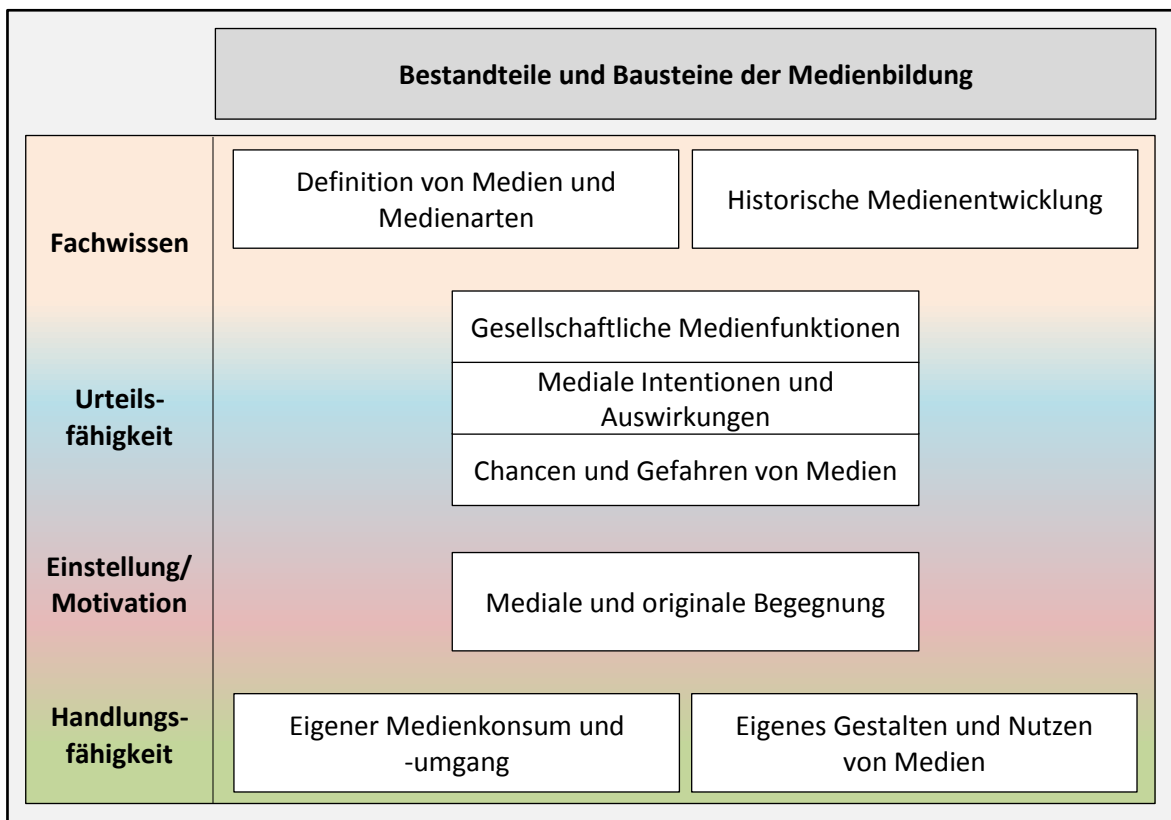 Bestandteile und Bausteine der Medienbildung
Fachwissen
Definition von Medien und
Medienarten
Historische Medienentwicklung
Urteils-
fähigkeit
Gesellschaftliche Medienfunktionen
Mediale Intentionen und
Auswirkungen
Chancen und Gefahren von Medien
Einstellung/
Motivation
Mediale und originale Begegnung
Handlungs-
fähigkeit
Eigener Medienkonsum und
-umgang
Eigenes Gestalten und Nutzen
von Medien